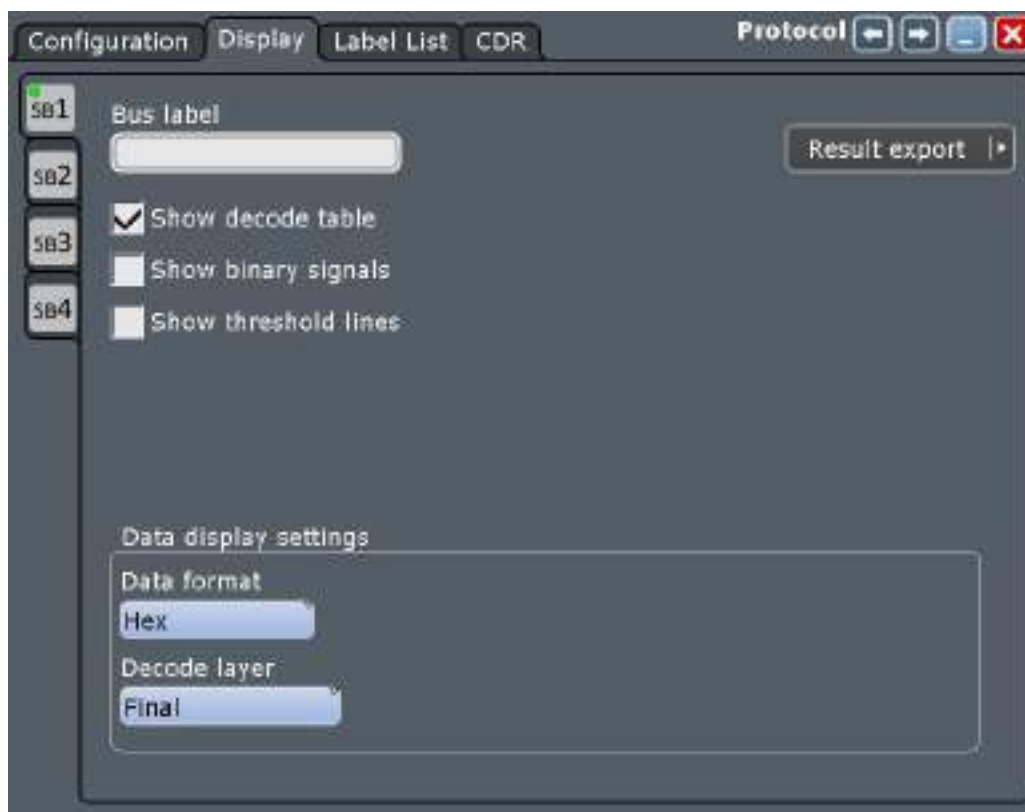 Configuration Display Label List CDR Protocol
SB1
Bus label
Result export
SB2
Show decode table
SB3
Show binary signals
SB4
Show threshold lines
Data display settings
Data format
Hex
Decode layer
Final